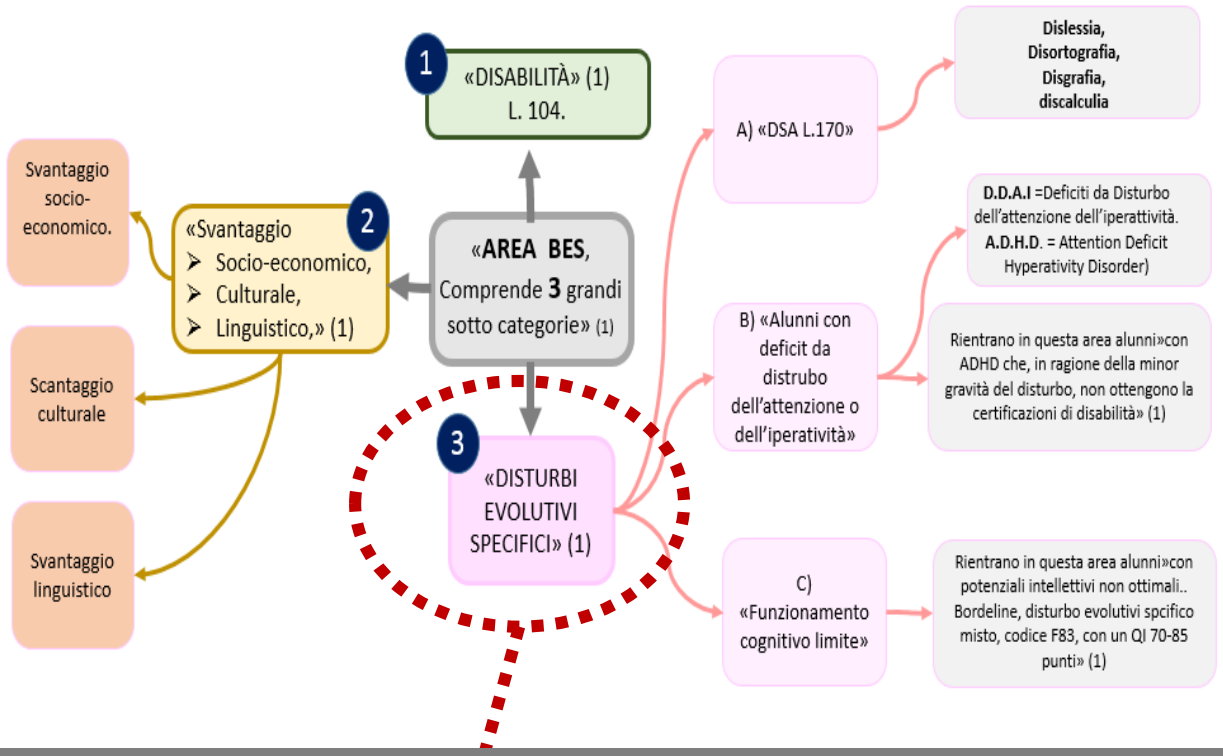 1
«DISABILITÀ» (1)
L. 104.
2
«Svantaggio
➢ Socio-economico,
➢ Culturale,
➢ Linguistico,» (1)
Svantaggio
socio-
economico.
Scantaggio
culturale
Svantaggio
linguistico
«AREA BES,
Comprende 3 grandi
sotto categorie» (1)
3
«DISTURBI
EVOLUTIVI
SPECIFICI» (1)
A) «DSA L.170»
Dislessia,
Disortografia,
Disgrafia,
discalculia
B) «Alunni con
deficit da
distrubo
dell’attenzione o
dell’iperatività»
D.D.A.I =Deficiti da Disturbo
dell’attenzione dell’iperattività.
A.D.H.D. = Attention Deficit
Hyperativity Disorder)
Rientrano in questa area alunni»con
ADHD che, in ragione della minor
gravità del disturbo, non ottengono la
certificazioni di disabilità» (1)
C)
«Funzionamento
cognitivo limite»
Rientrano in questa area alunni»con
potenziali intellettivi non ottimali..
Bordeline, disturbo evolutivi spcifico
misto, codice F83, con un QI 70-85
punti» (1)